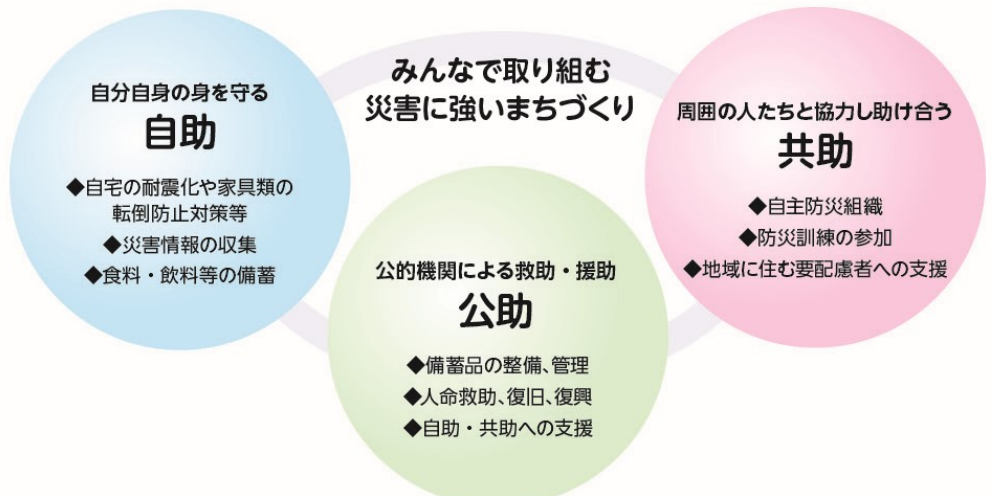 みんなで取り組む
災害に強いまちづくり
自分自身の身を守る
自助
◆自宅の耐震化や家具類の
転倒防止対策等
◆災害情報の収集
◆食料・飲料等の備蓄
公的機関による救助・援助
公助
◆備蓄品の整備、管理
◆人命救助、復旧、復興
◆自助・共助への支援
周囲の人たちと協力し助け合う
共助
◆自主防災組織
◆防災訓練の参加
◆地域に住む要配慮者への支援